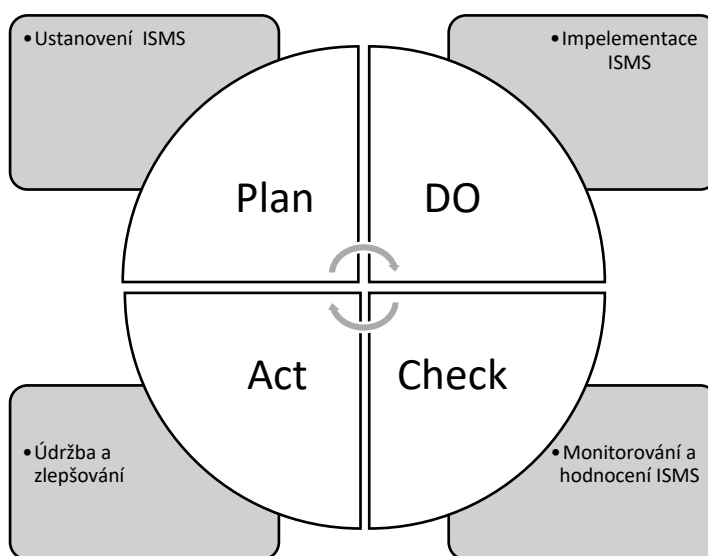 •Ustanovení ISMS
•Impelementace
ISMS
Plan
DO
Act
Check
•Údržba a
zlepšování
•Monitorování a
hodnocení ISMS